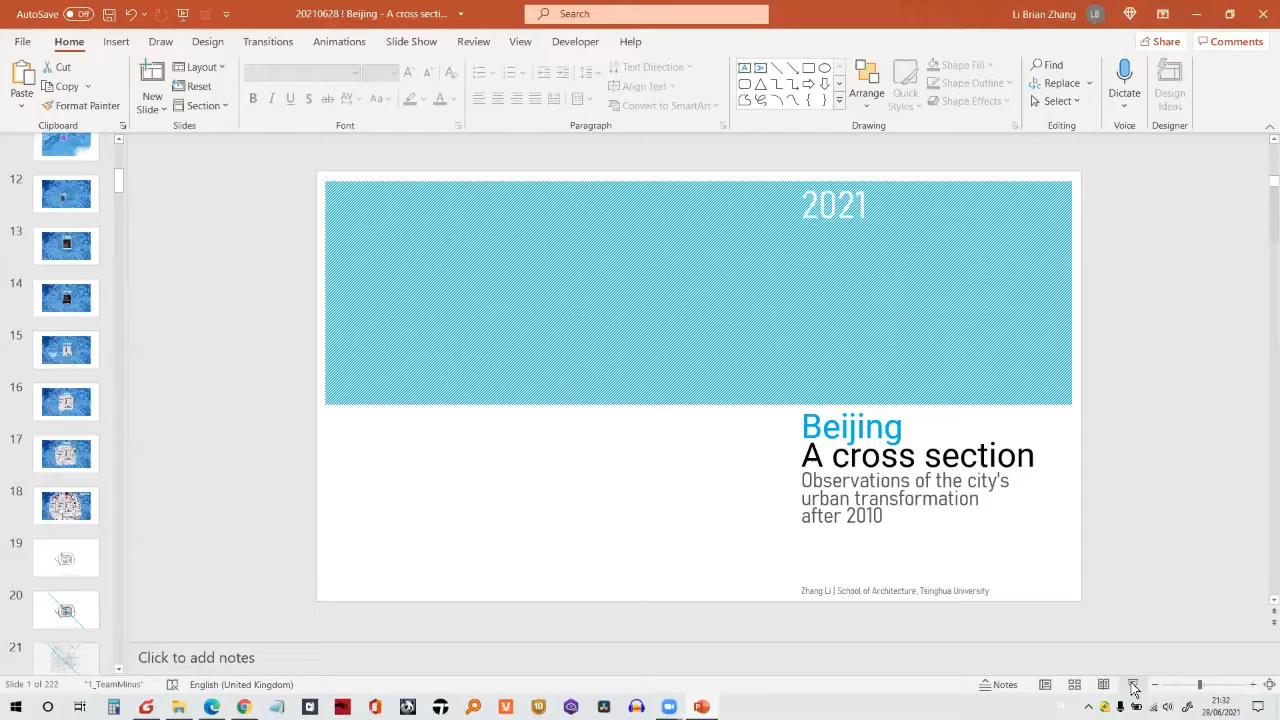 20210628 | Beijing - A cross secti...
Search
Li Brian Zhang
LB
File Home Insert Draw Design Transitions Animations Slide Show Review View Developer Help
Share
Comments
Paste
Cut
Copy
Format Painter
Clipboard
New
Slide
Layout
Reset
Section
Slides
B U S ab AV Aa A
Font
Text Direction
Align Text
Convert to SmartArt
Paragraph
Arrange
Quick
Styles
Shape Fill
Shape Outline
Shape Effects
Drawing
Find
Replace
Select
Editing
Dictate
Voice
Design
Ideas
Designer
12
13
14
15
16
17
18
19
20
21
2021
Beijing
A cross section
Observations of the city's
urban transformation
after 2010
Zhang Li | School of Architecture, Tsinghua University
Click to add notes
Slide 1 of 222
"I_TeamMinus"
English (United Kingdom)
Notes
21:32
28/06/2021